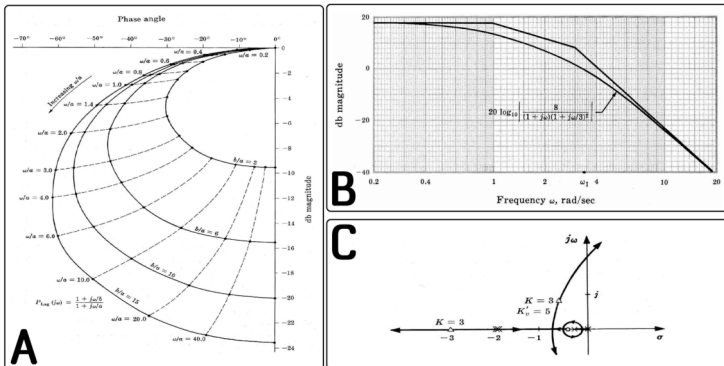 Phase angle
−70° −60° −50° −40° −30° −20° −10° 0°
0
ω/a = 0.4
ω/a = 0.2
ω/a = 0.6
ω/a = 0.8
ω/a = 1.0
ω/a = 1.4
ω/a = 2.0
ω/a = 3.0
ω/a = 4.0
ω/a = 6.0
ω/a = 10.0
ω/a = 20.0
ω/a = 40.0
Increasing ω/a
b/a = 6
b/a = 10
b/a = 15
−2
−4
−6
−8
−10
−12
−14
−16
−18
−20
−22
−24
db magnitude
P_Lag(jω) = (1 + jω/b)/(1 + jω/a)
A
20
0
−20
−40
db magnitude
20 log₁₀ |8/((1 + jω)(1 + jω/3)²)|
0.2 0.4 1 2 ω₁ 4 10 20
Frequency ω, rad/sec
B
C
jω
j
K = 3
K′ᵥ = 5
K = 3
−3 −2 −1 σ